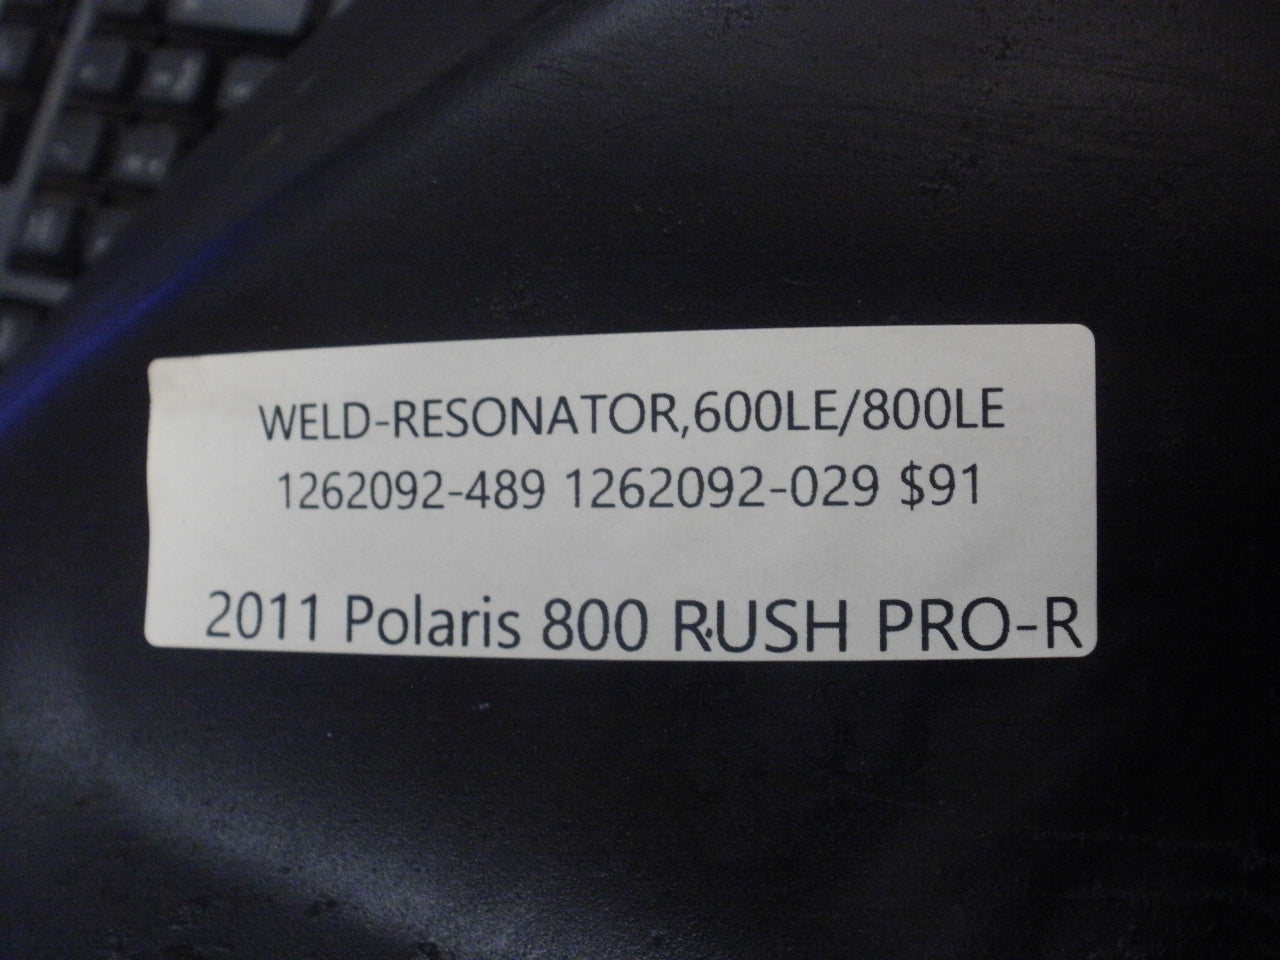 WELD-RESONATOR,600LE/800LE
1262092-489 1262092-029 $91
2011 Polaris 800 RUSH PRO-R